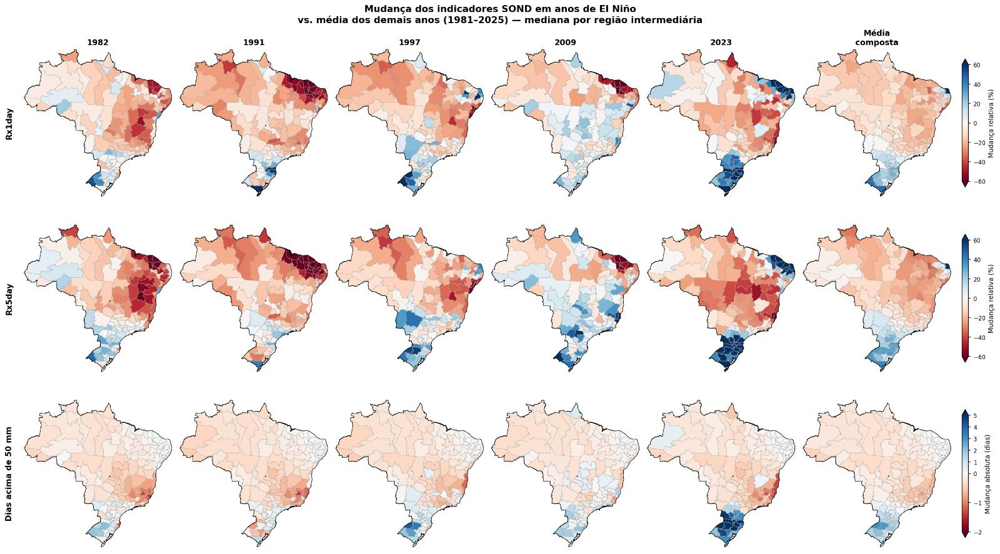 Mudança dos indicadores SOND em anos de El Niño
vs. média dos demais anos (1981–2025) — mediana por região intermediária
1982
1991
1997
2009
2023
Média
composta
Rx1day
60
40
20
0
−20
−40
−60
Mudança relativa (%)
Rx5day
60
40
20
0
−20
−40
−60
Mudança relativa (%)
Dias acima de 50 mm
5
4
3
2
1
0
−1
−2
Mudança absoluta (dias)